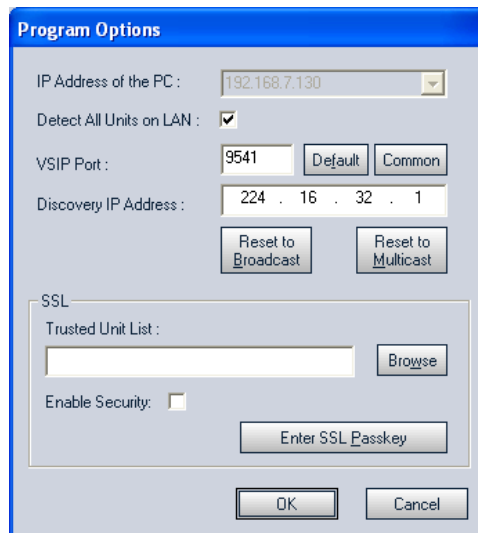 Program Options
IP Address of the PC : 192.168.7.130
Detect All Units on LAN :
VSIP Port : 9541 Default Common
Discovery IP Address : 224 . 16 . 32 . 1
Reset to Broadcast Reset to Multicast
SSL
Trusted Unit List :
Browse
Enable Security:
Enter SSL Passkey
OK Cancel